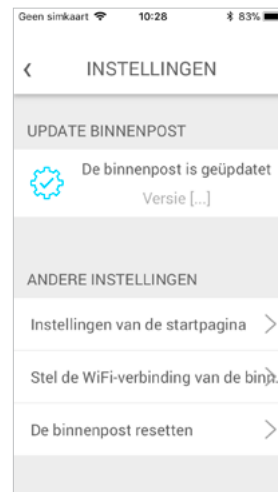 Geen simkaart 10:28 83%
INSTELLINGEN
UPDATE BINNENPOST
De binnenpost is geüpdatet
Versie [...]
ANDERE INSTELLINGEN
Instellingen van de startpagina
Stel de WiFi-verbinding van de binn.
De binnenpost resetten